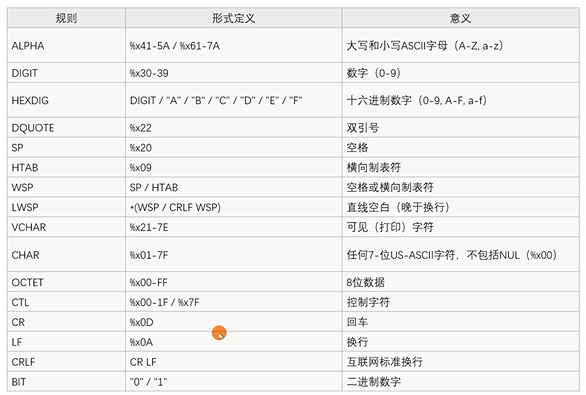 规则 形式定义 意义
ALPHA %x41-5A / %x61-7A 大写和小写ASCII字母（A-Z, a-z）
DIGIT %x30-39 数字（0-9）
HEXDIG DIGIT / "A" / "B" / "C" / "D" / "E" / "F" 十六进制数字（0-9, A-F, a-f）
DQUOTE %x22 双引号
SP %x20 空格
HTAB %x09 横向制表符
WSP SP / HTAB 空格或横向制表符
LWSP *(WSP / CRLF WSP) 直线空白（晚于换行）
VCHAR %x21-7E 可见（打印）字符
CHAR %x01-7F 任何7-位US-ASCII字符，不包括NUL（%x00）
OCTET %x00-FF 8位数据
CTL %x00-1F / %x7F 控制字符
CR %x0D 回车
LF %x0A 换行
CRLF CR LF 互联网标准换行
BIT "0" / "1" 二进制数字